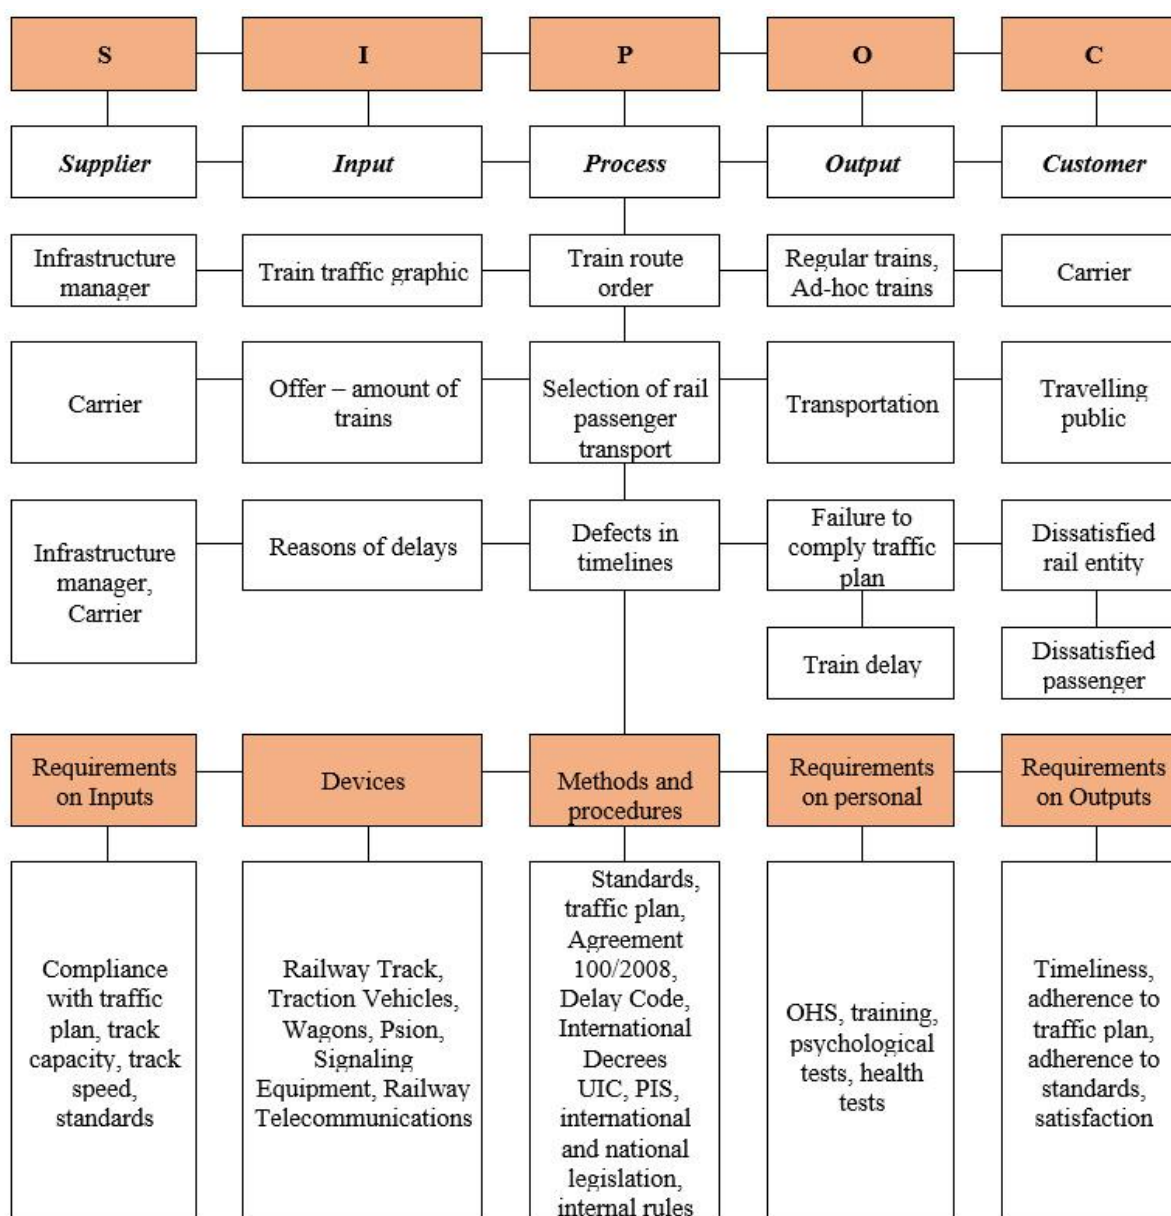 S
I
P
O
C
Supplier
Input
Process
Output
Customer
Infrastructure
manager
Train traffic graphic
Train route
order
Regular trains,
Ad-hoc trains
Carrier
Carrier
Offer – amount of
trains
Selection of rail
passenger
transport
Transportation
Travelling
public
Infrastructure
manager,
Carrier
Reasons of delays
Defects in
timelines
Failure to
comply traffic
plan
Dissatisfied
rail entity
Train delay
Dissatisfied
passenger
Requirements
on Inputs
Devices
Methods and
procedures
Requirements
on personal
Requirements
on Outputs
Compliance
with traffic
plan, track
capacity, track
speed,
standards
Railway Track,
Traction Vehicles,
Wagons, Psion,
Signaling
Equipment, Railway
Telecommunications
Standards,
traffic plan,
Agreement
100/2008,
Delay Code,
International
Decrees
UIC, PIS,
international
and national
legislation,
internal rules
OHS, training,
psychological
tests, health
tests
Timeliness,
adherence to
traffic plan,
adherence to
standards,
satisfaction